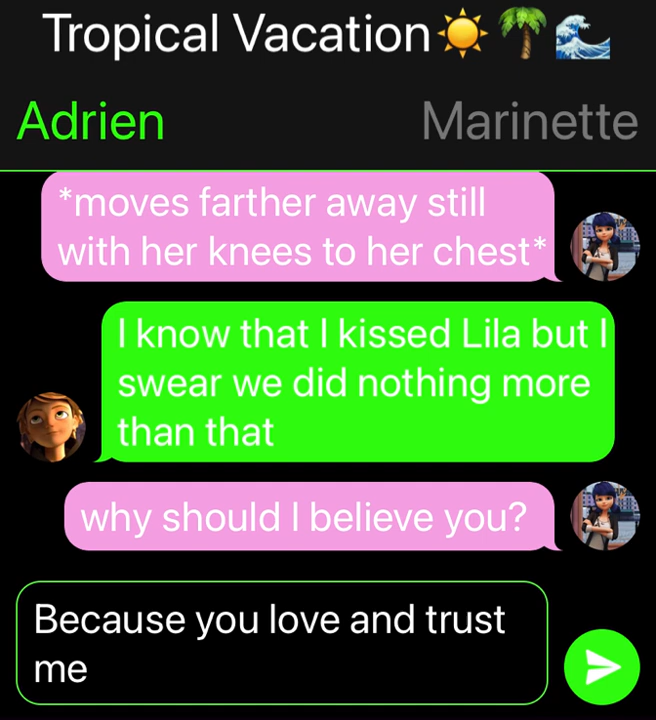 Tropical Vacation☀️🌴🌊
Adrien
Marinette
*moves farther away still
with her knees to her chest*
I know that I kissed Lila but I
swear we did nothing more
than that
why should I believe you?
Because you love and trust
me